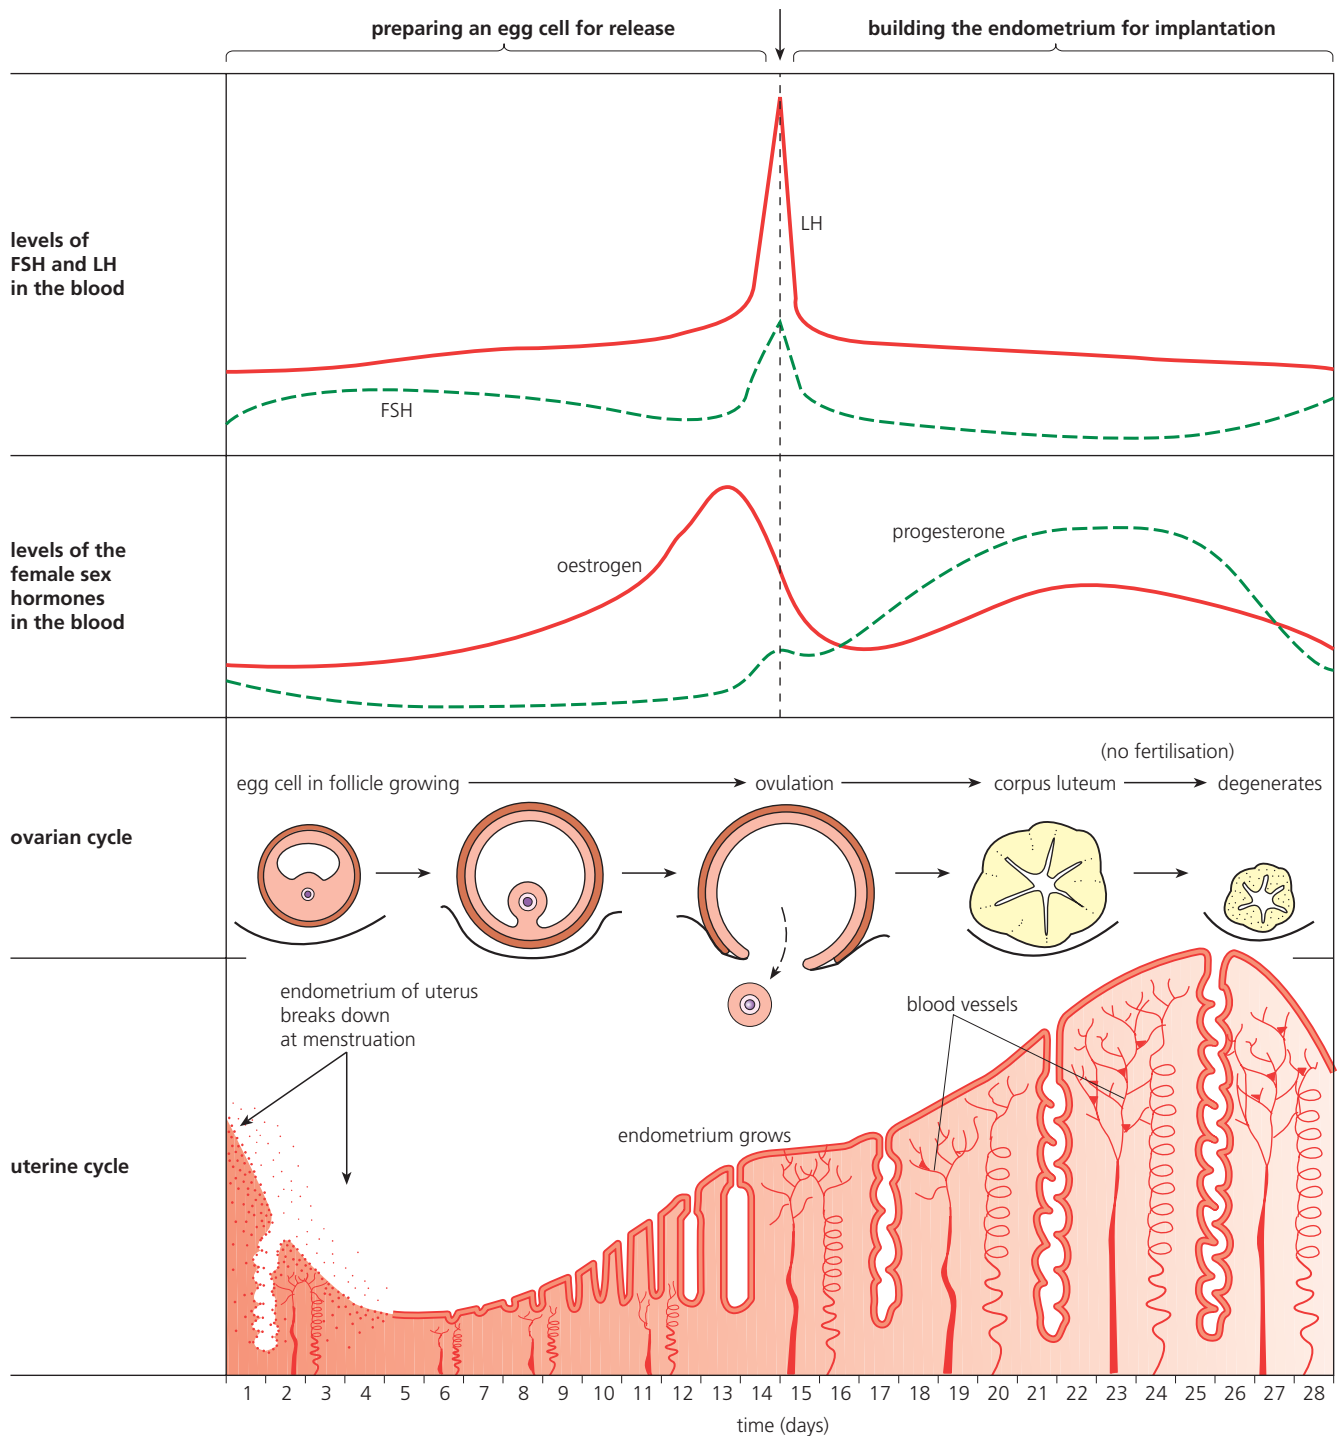 preparing an egg cell for release
building the endometrium for implantation
levels of
FSH and LH
in the blood
LH
FSH
levels of the
female sex
hormones
in the blood
oestrogen
progesterone
ovarian cycle
(no fertilisation)
egg cell in follicle growing
ovulation
corpus luteum
degenerates
uterine cycle
endometrium of uterus
breaks down
at menstruation
blood vessels
endometrium grows
1 2 3 4 5 6 7 8 9 10 11 12 13 14 15 16 17 18 19 20 21 22 23 24 25 26 27 28
time (days)